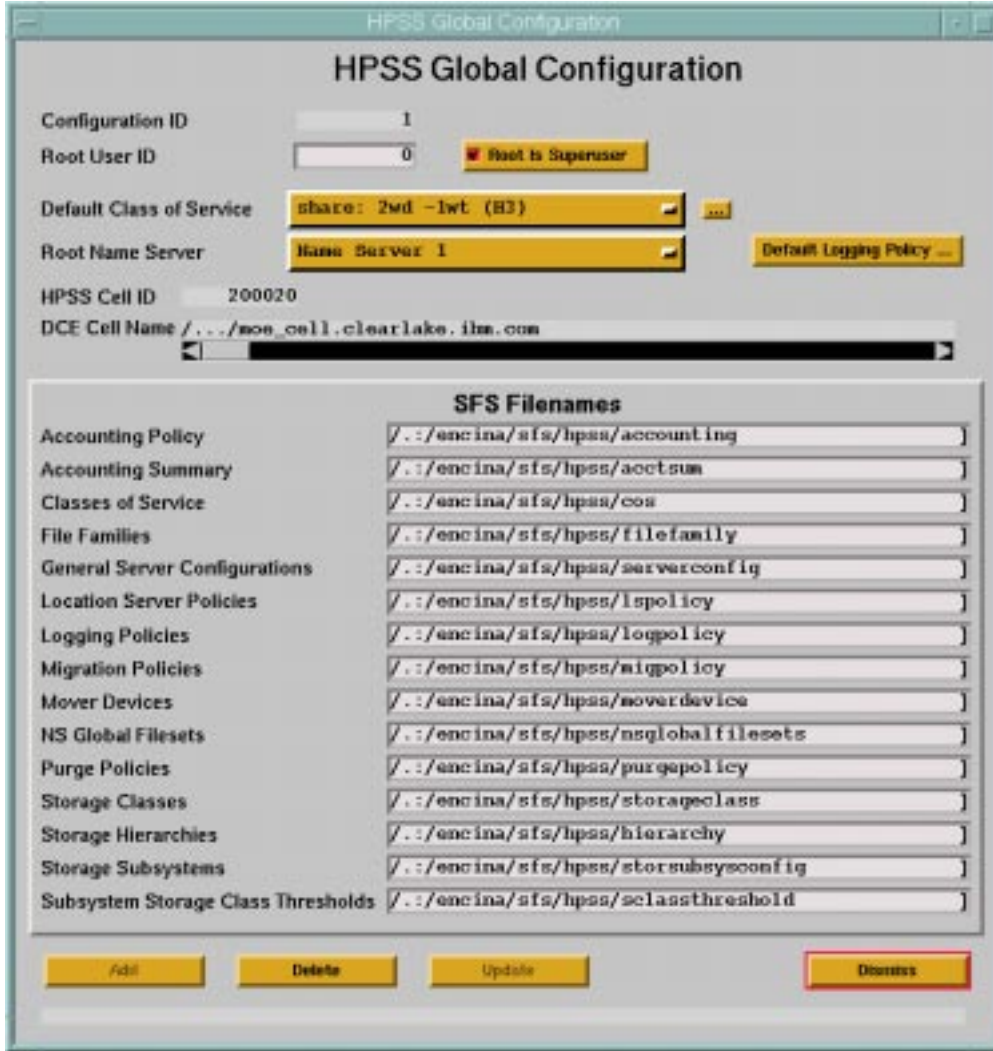 HPSS Global Configuration
HPSS Global Configuration
Configuration ID 1
Root User ID 0 Root is Superuser
Default Class of Service share: 2wd -1wt (H3) ...
Root Name Server Name Server 1 Default Logging Policy ...
HPSS Cell ID 200020
DCE Cell Name /.../moe_cell.clearlake.ibm.com
SFS Filenames
Accounting Policy /.:/encina/sfs/hpss/accounting
Accounting Summary /.:/encina/sfs/hpss/acctsum
Classes of Service /.:/encina/sfs/hpss/cos
File Families /.:/encina/sfs/hpss/filefamily
General Server Configurations /.:/encina/sfs/hpss/serverconfig
Location Server Policies /.:/encina/sfs/hpss/lspolicy
Logging Policies /.:/encina/sfs/hpss/logpolicy
Migration Policies /.:/encina/sfs/hpss/migpolicy
Mover Devices /.:/encina/sfs/hpss/moverdevice
NS Global Filesets /.:/encina/sfs/hpss/nsglobalfilesets
Purge Policies /.:/encina/sfs/hpss/purgepolicy
Storage Classes /.:/encina/sfs/hpss/storageclass
Storage Hierarchies /.:/encina/sfs/hpss/hierarchy
Storage Subsystems /.:/encina/sfs/hpss/storsubsysconfig
Subsystem Storage Class Thresholds /.:/encina/sfs/hpss/sclassthreshold
Add Delete Update Dismiss